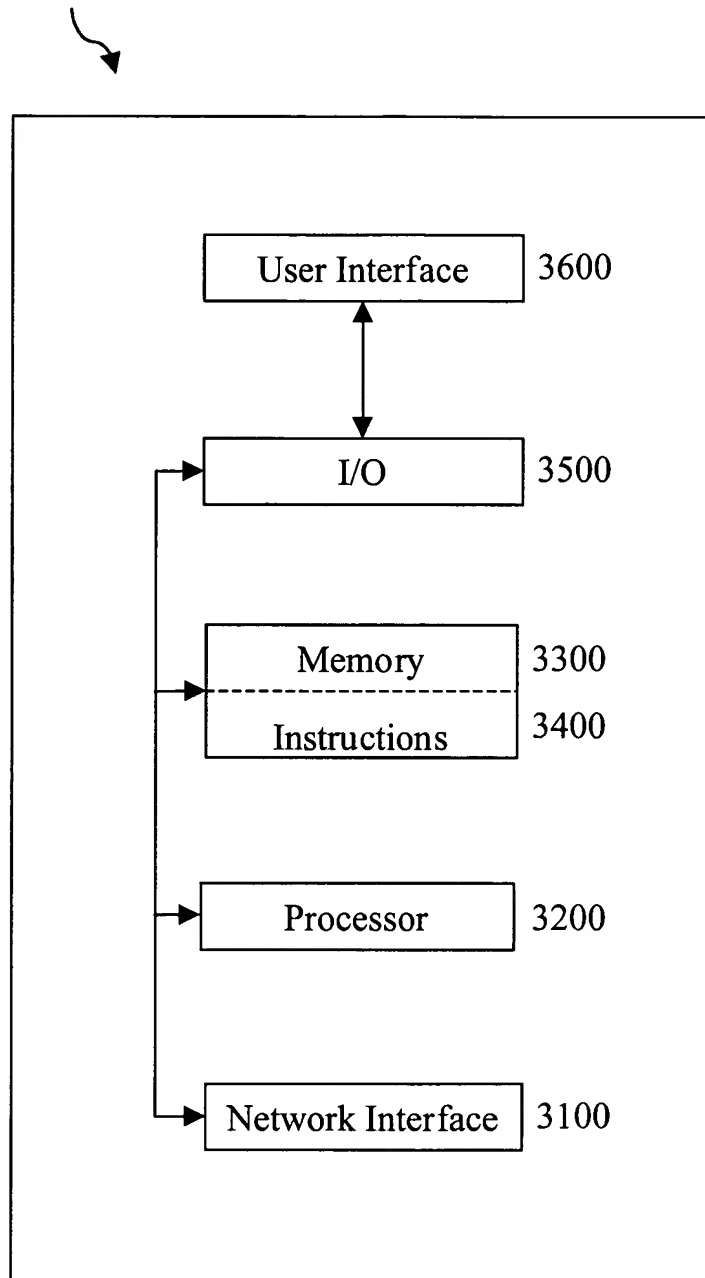 User Interface 3600
I/O 3500
Memory 3300
Instructions 3400
Processor 3200
Network Interface 3100